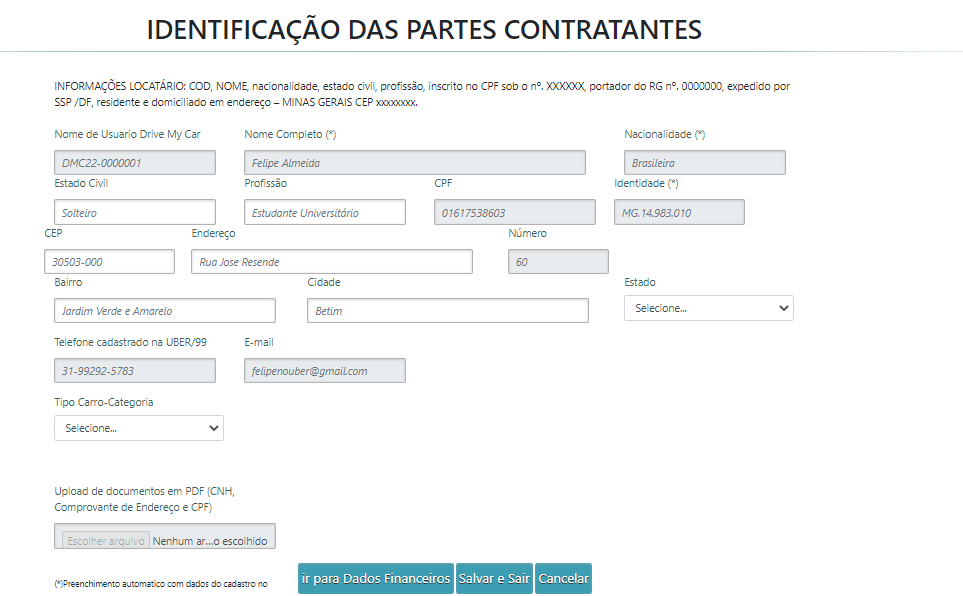 IDENTIFICAÇÃO DAS PARTES CONTRATANTES
INFORMAÇÕES LOCATÁRIO: COD, NOME, nacionalidade, estado civil, profissão, inscrito no CPF sob o nº. XXXXXX, portador do RG nº. 0000000, expedido por
SSP /DF, residente e domiciliado em endereço – MINAS GERAIS CEP xxxxxxxx.
Nome de Usuario Drive My Car Nome Completo (*) Nacionalidade (*)
DMC22-0000001 Felipe Almeida Brasileira
Estado Civil Profissão CPF Identidade (*)
Solteiro Estudante Universitário 01617538603 MG.14.983.010
CEP Endereço Número
30503-000 Rua Jose Resende 60
Bairro Cidade Estado
Jardim Verde e Amarelo Betim Selecione...
Telefone cadastrado na UBER/99 E-mail
31-99292-5783 felipenouber@gmail.com
Tipo Carro-Categoria
Selecione...
Upload de documentos em PDF (CNH,
Comprovante de Endereço e CPF)
Escolher arquivo Nenhum ar...o escolhido
(*)Preenchimento automatico com dados do cadastro no ir para Dados Financeiros Salvar e Sair Cancelar